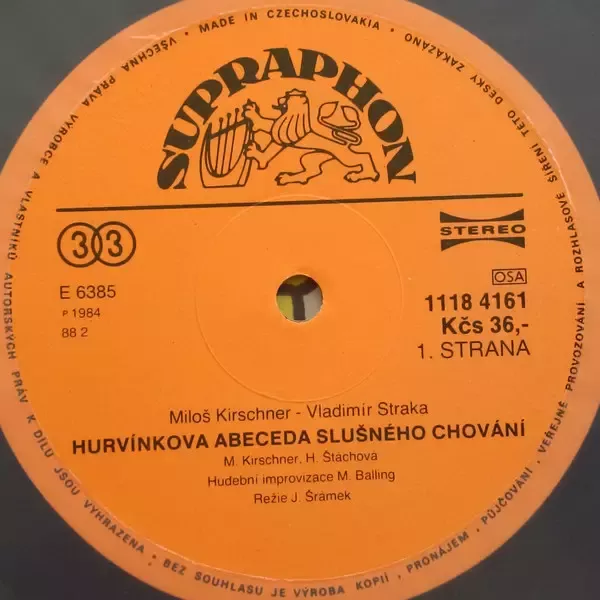 MADE IN CZECHOSLOVAKIA • VŠECHNA PRÁVA VÝROBCE A VLASTNÍKŮ AUTORSKÝCH PRÁV K DÍLU JSOU VYHRAZENA • BEZ SOUHLASU JE VÝROBA KOPIÍ, PRONÁJEM, PŮJČOVÁNÍ, VEŘEJNÉ PROVOZOVÁNÍ A ROZHLASOVÉ ŠÍŘENÍ TÉTO DESKY ZAKÁZÁNO •
SUPRAPHON
33
STEREO
OSA
E 6385
1118 4161
P 1984
Kčs 36,-
88 2
1. STRANA
Miloš Kirschner - Vladimír Straka
HURVÍNKOVA ABECEDA SLUŠNÉHO CHOVÁNÍ
M. Kirschner, H. Štáchová
Hudební improvizace M. Balling
Režie J. Šrámek